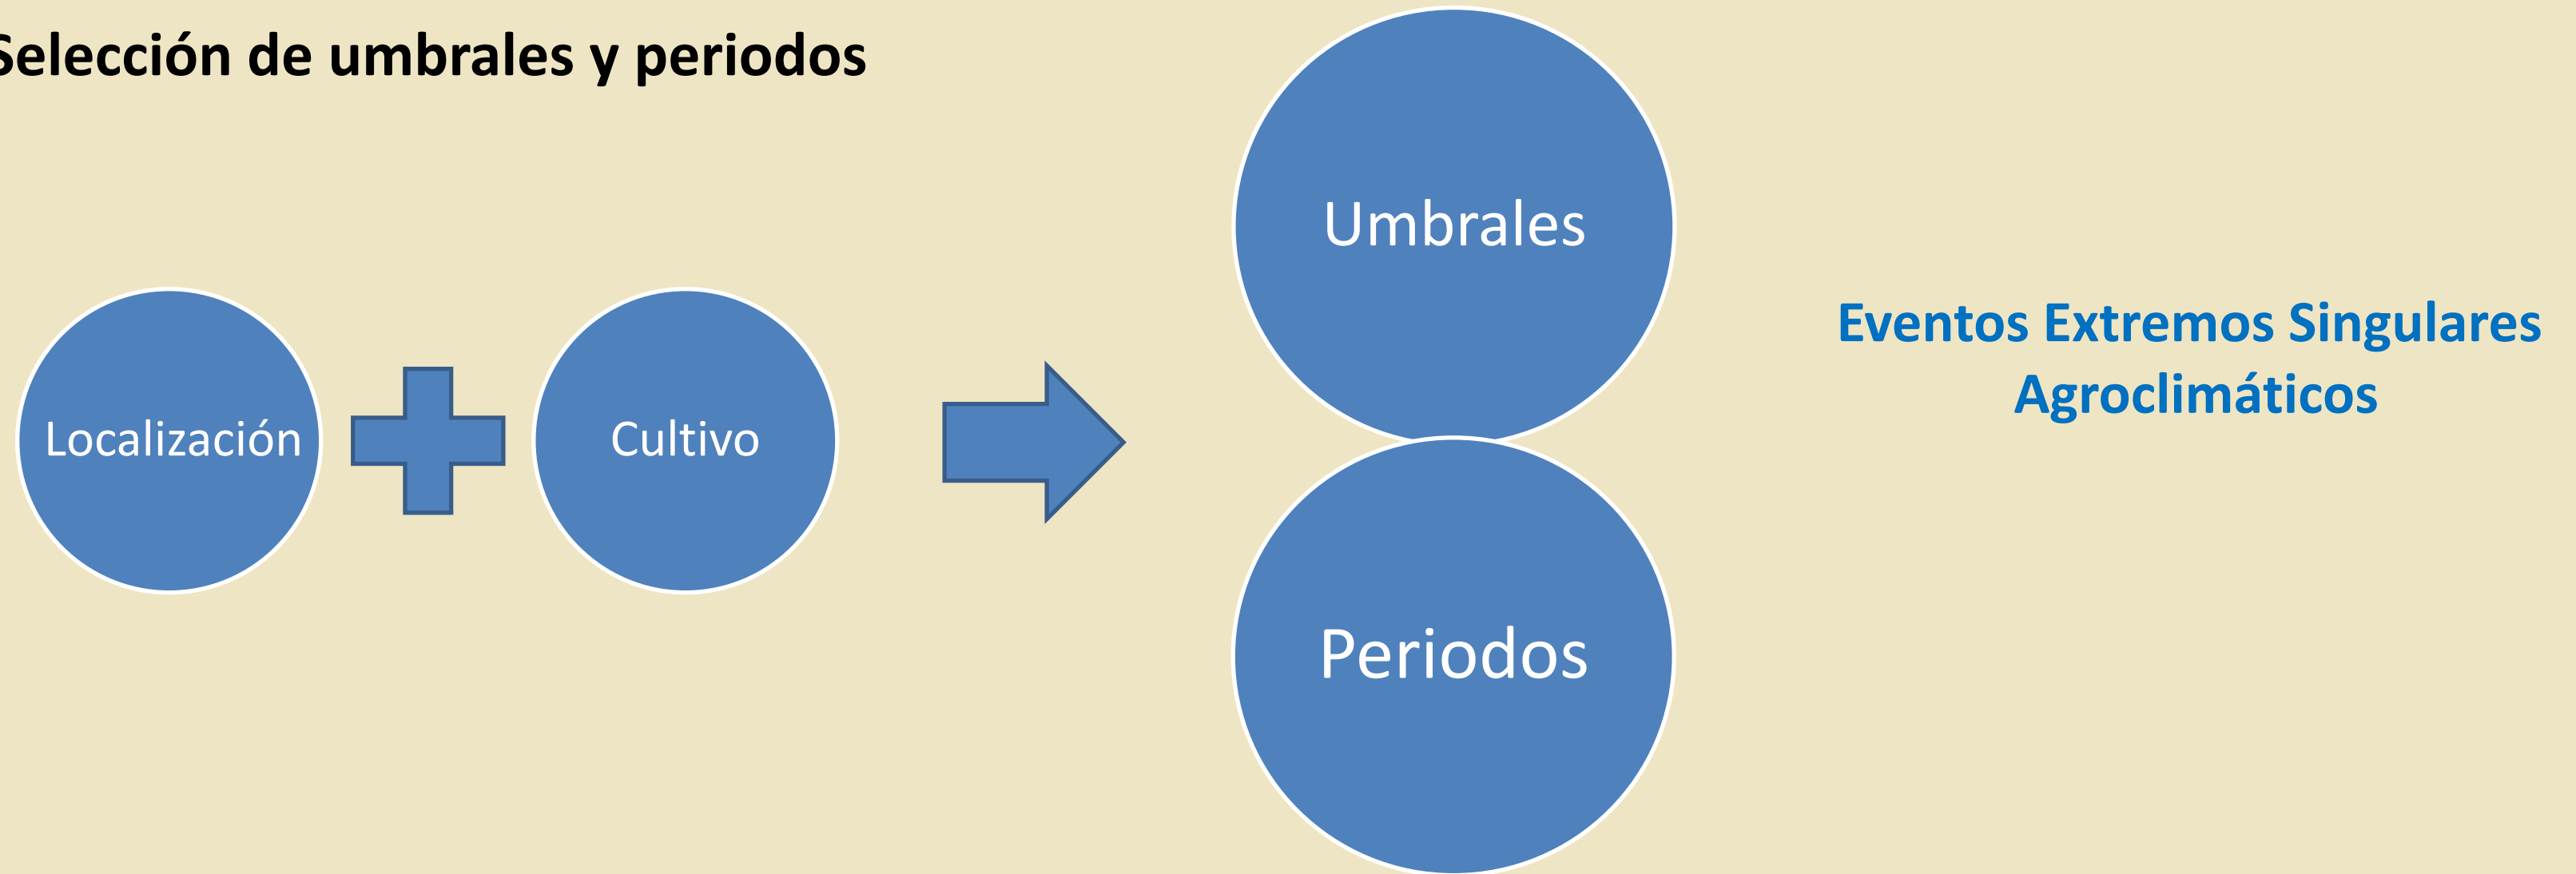 Selección de umbrales y periodos
Localización
Cultivo
Umbrales
Periodos
Eventos Extremos Singulares
Agroclimáticos